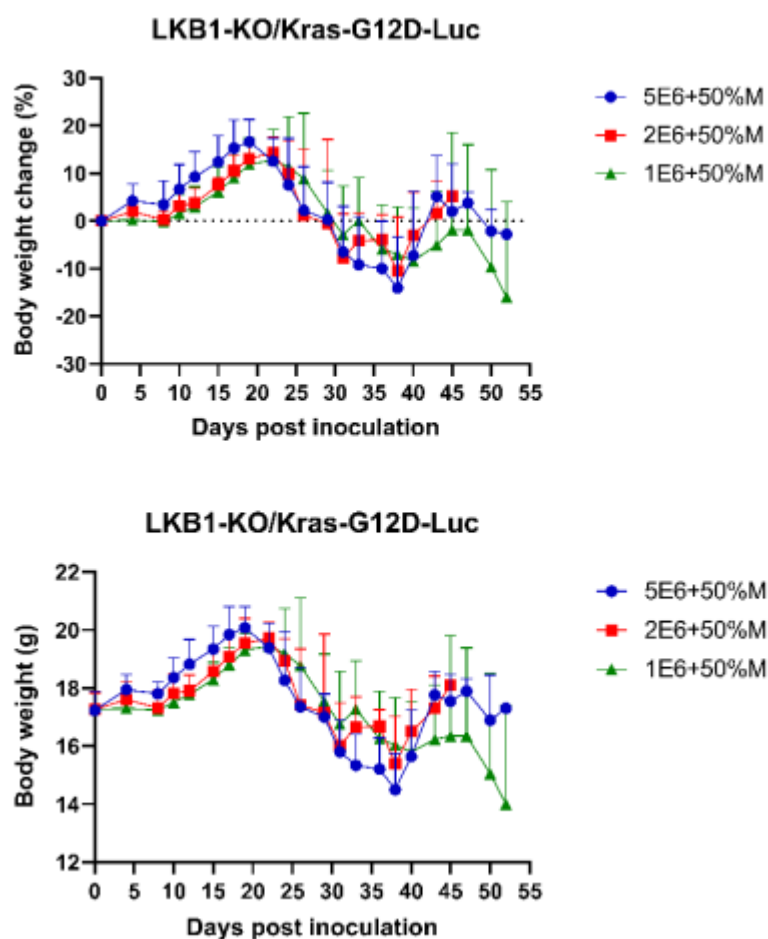 LKB1-KO/Kras-G12D-Luc
Body weight change (%)
30
20
10
0
-10
-20
-30
0 5 10 15 20 25 30 35 40 45 50 55
Days post inoculation
5E6+50%M
2E6+50%M
1E6+50%M
LKB1-KO/Kras-G12D-Luc
Body weight (g)
22
20
18
16
14
12
0 5 10 15 20 25 30 35 40 45 50 55
Days post inoculation
5E6+50%M
2E6+50%M
1E6+50%M